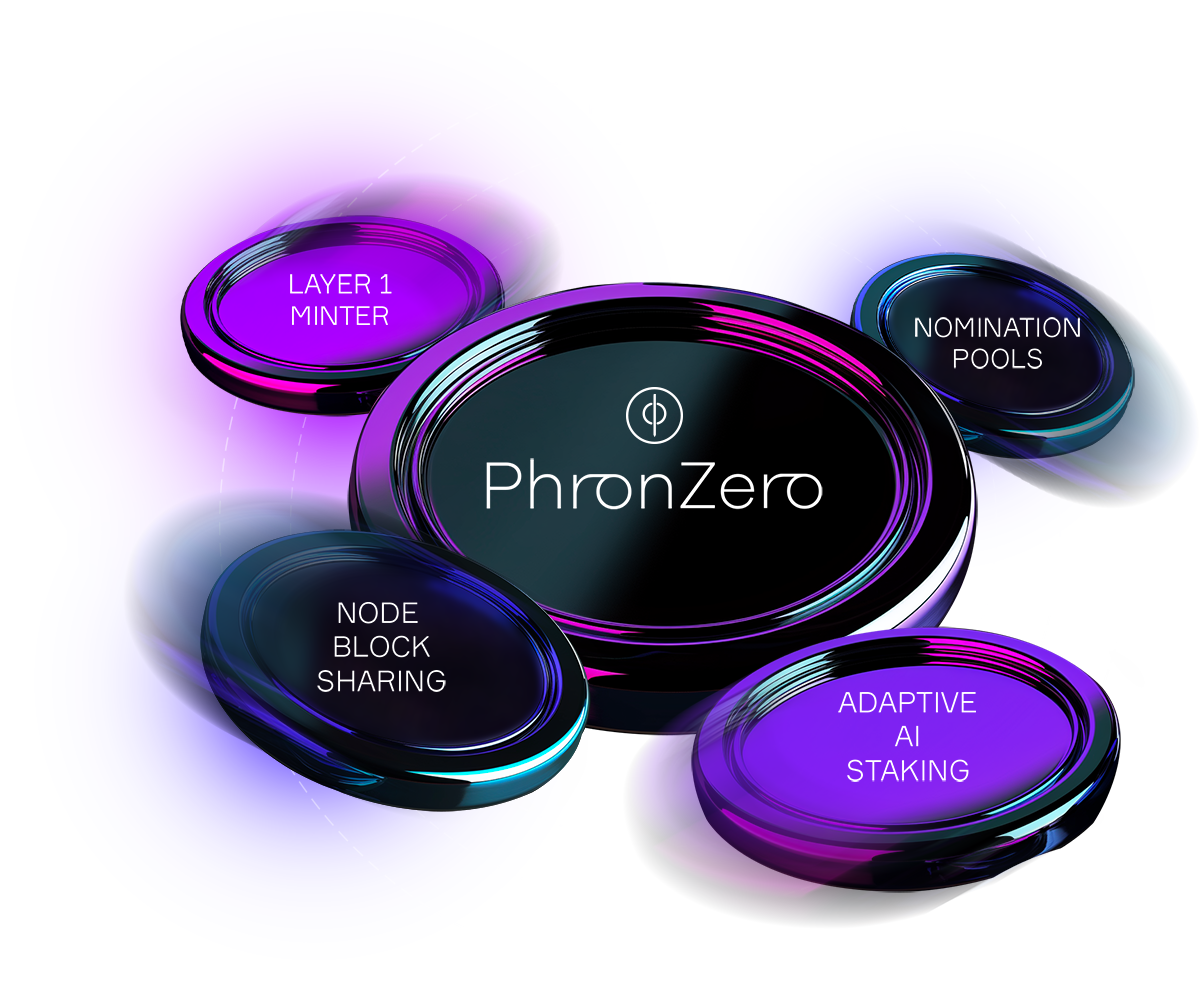 LAYER 1
MINTER
NOMINATION
POOLS
PhronZero
NODE
BLOCK
SHARING
ADAPTIVE
AI
STAKING